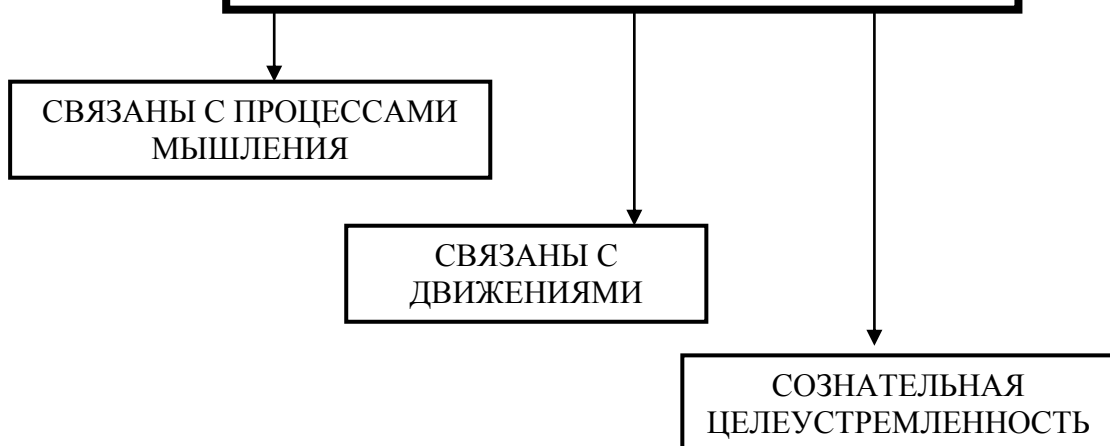 СВЯЗАНЫ С ПРОЦЕССАМИ
МЫШЛЕНИЯ
СВЯЗАНЫ С
ДВИЖЕНИЯМИ
СОЗНАТЕЛЬНАЯ
ЦЕЛЕУСТРЕМЛЕННОСТЬ